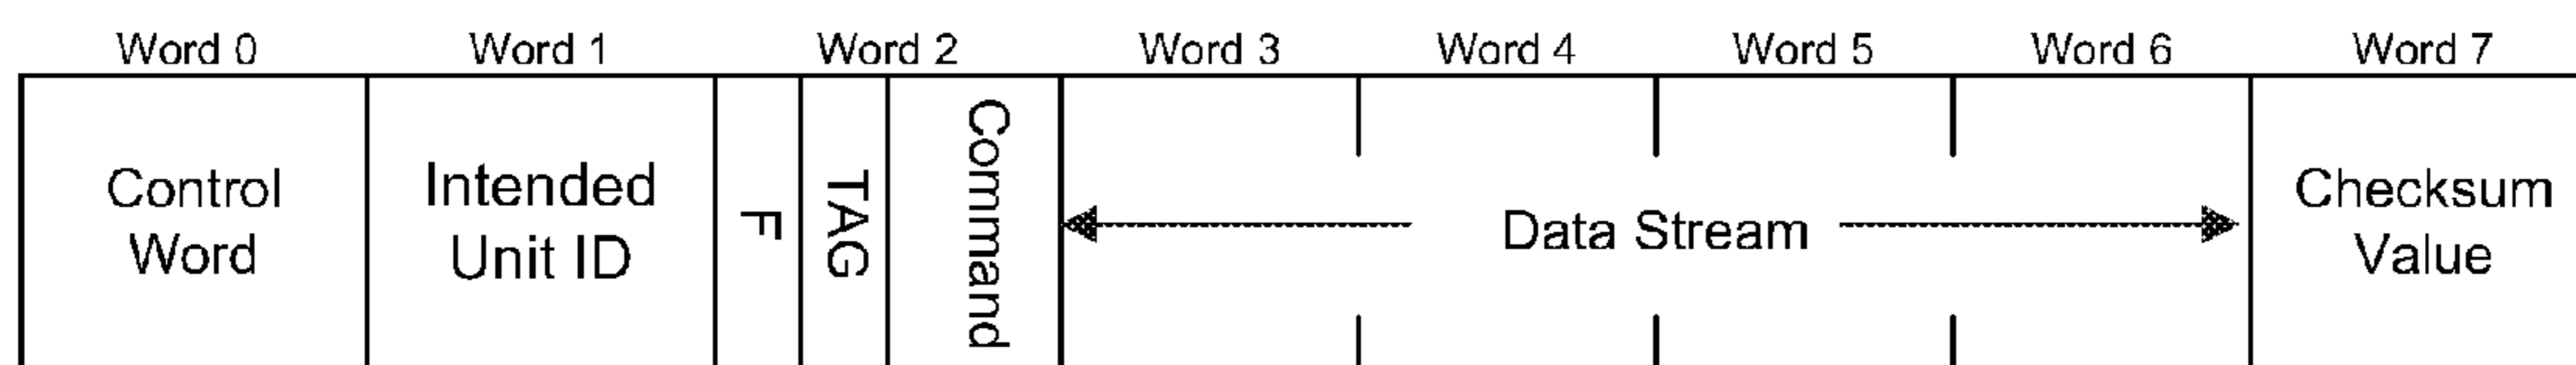 Word 0 Word 1 Word 2 Word 3 Word 4 Word 5 Word 6 Word 7
Control
Word
Intended
Unit ID
F
TAG
Command
Data Stream
Checksum
Value